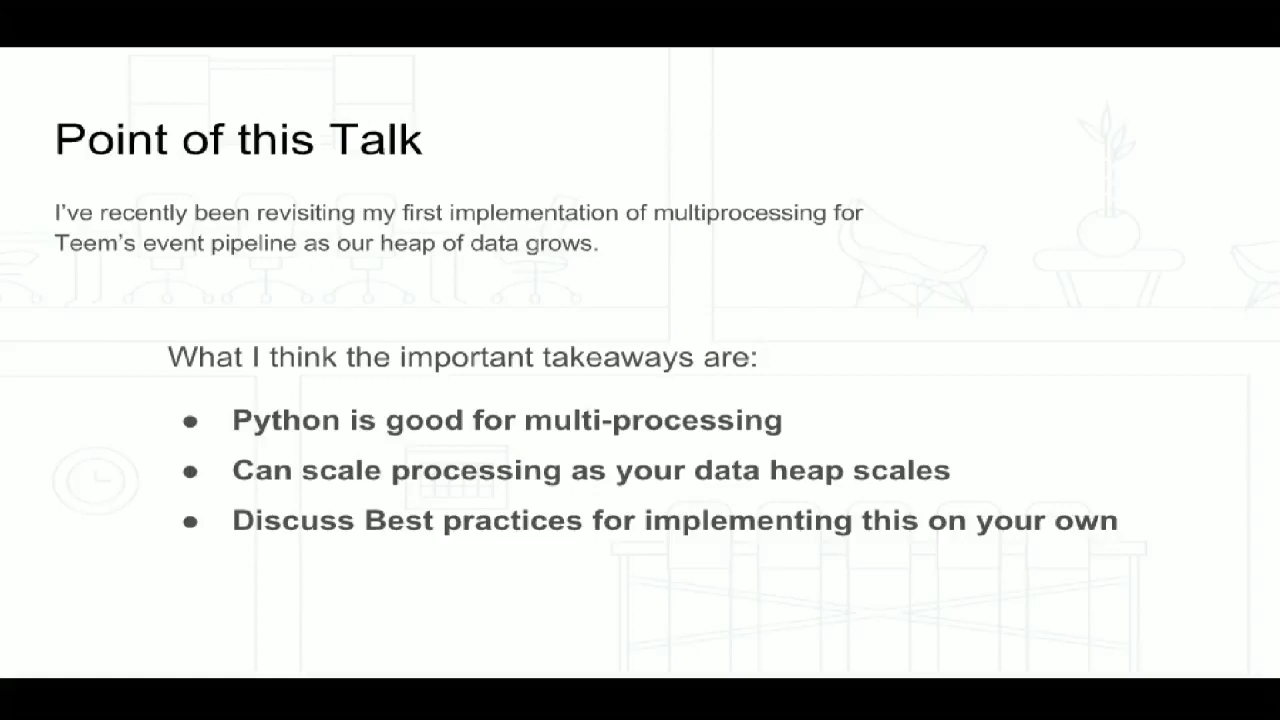 Point of this Talk
I've recently been revisiting my first implementation of multiprocessing for
Teem's event pipeline as our heap of data grows.
What I think the important takeaways are:
● Python is good for multi-processing
● Can scale processing as your data heap scales
● Discuss Best practices for implementing this on your own